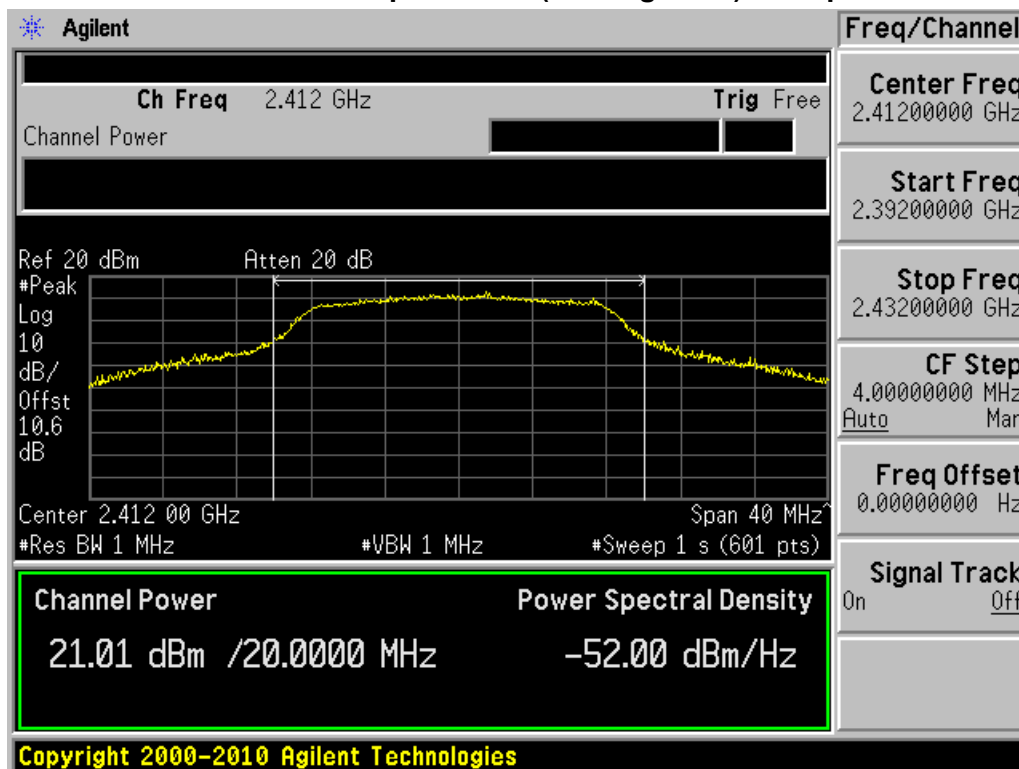 Agilent
Freq/Channel
Ch Freq 2.412 GHz Trig Free
Channel Power
Center Freq
2.41200000 GHz
Start Freq
2.39200000 GHz
Stop Freq
2.43200000 GHz
CF Step
4.00000000 MHz
Auto Man
Freq Offset
0.00000000 Hz
Signal Track
On Off
Ref 20 dBm Atten 20 dB
#Peak
Log
10
dB/
Offst
10.6
dB
Center 2.412 00 GHz Span 40 MHz^
#Res BW 1 MHz #VBW 1 MHz #Sweep 1 s (601 pts)
Channel Power Power Spectral Density
21.01 dBm /20.0000 MHz -52.00 dBm/Hz
Copyright 2000-2010 Agilent Technologies